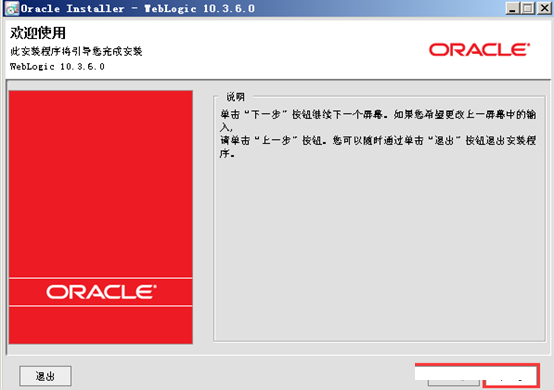 Oracle Installer - WebLogic 10.3.6.0
欢迎使用
此安装程序将引导您完成安装
WebLogic 10.3.6.0
ORACLE
说明
单击“下一步”按钮继续下一个屏幕。如果您希望更改上一屏幕中的输
入,
请单击“上一步”按钮。您可以随时通过单击“退出”按钮退出安装程
序。
ORACLE
退出